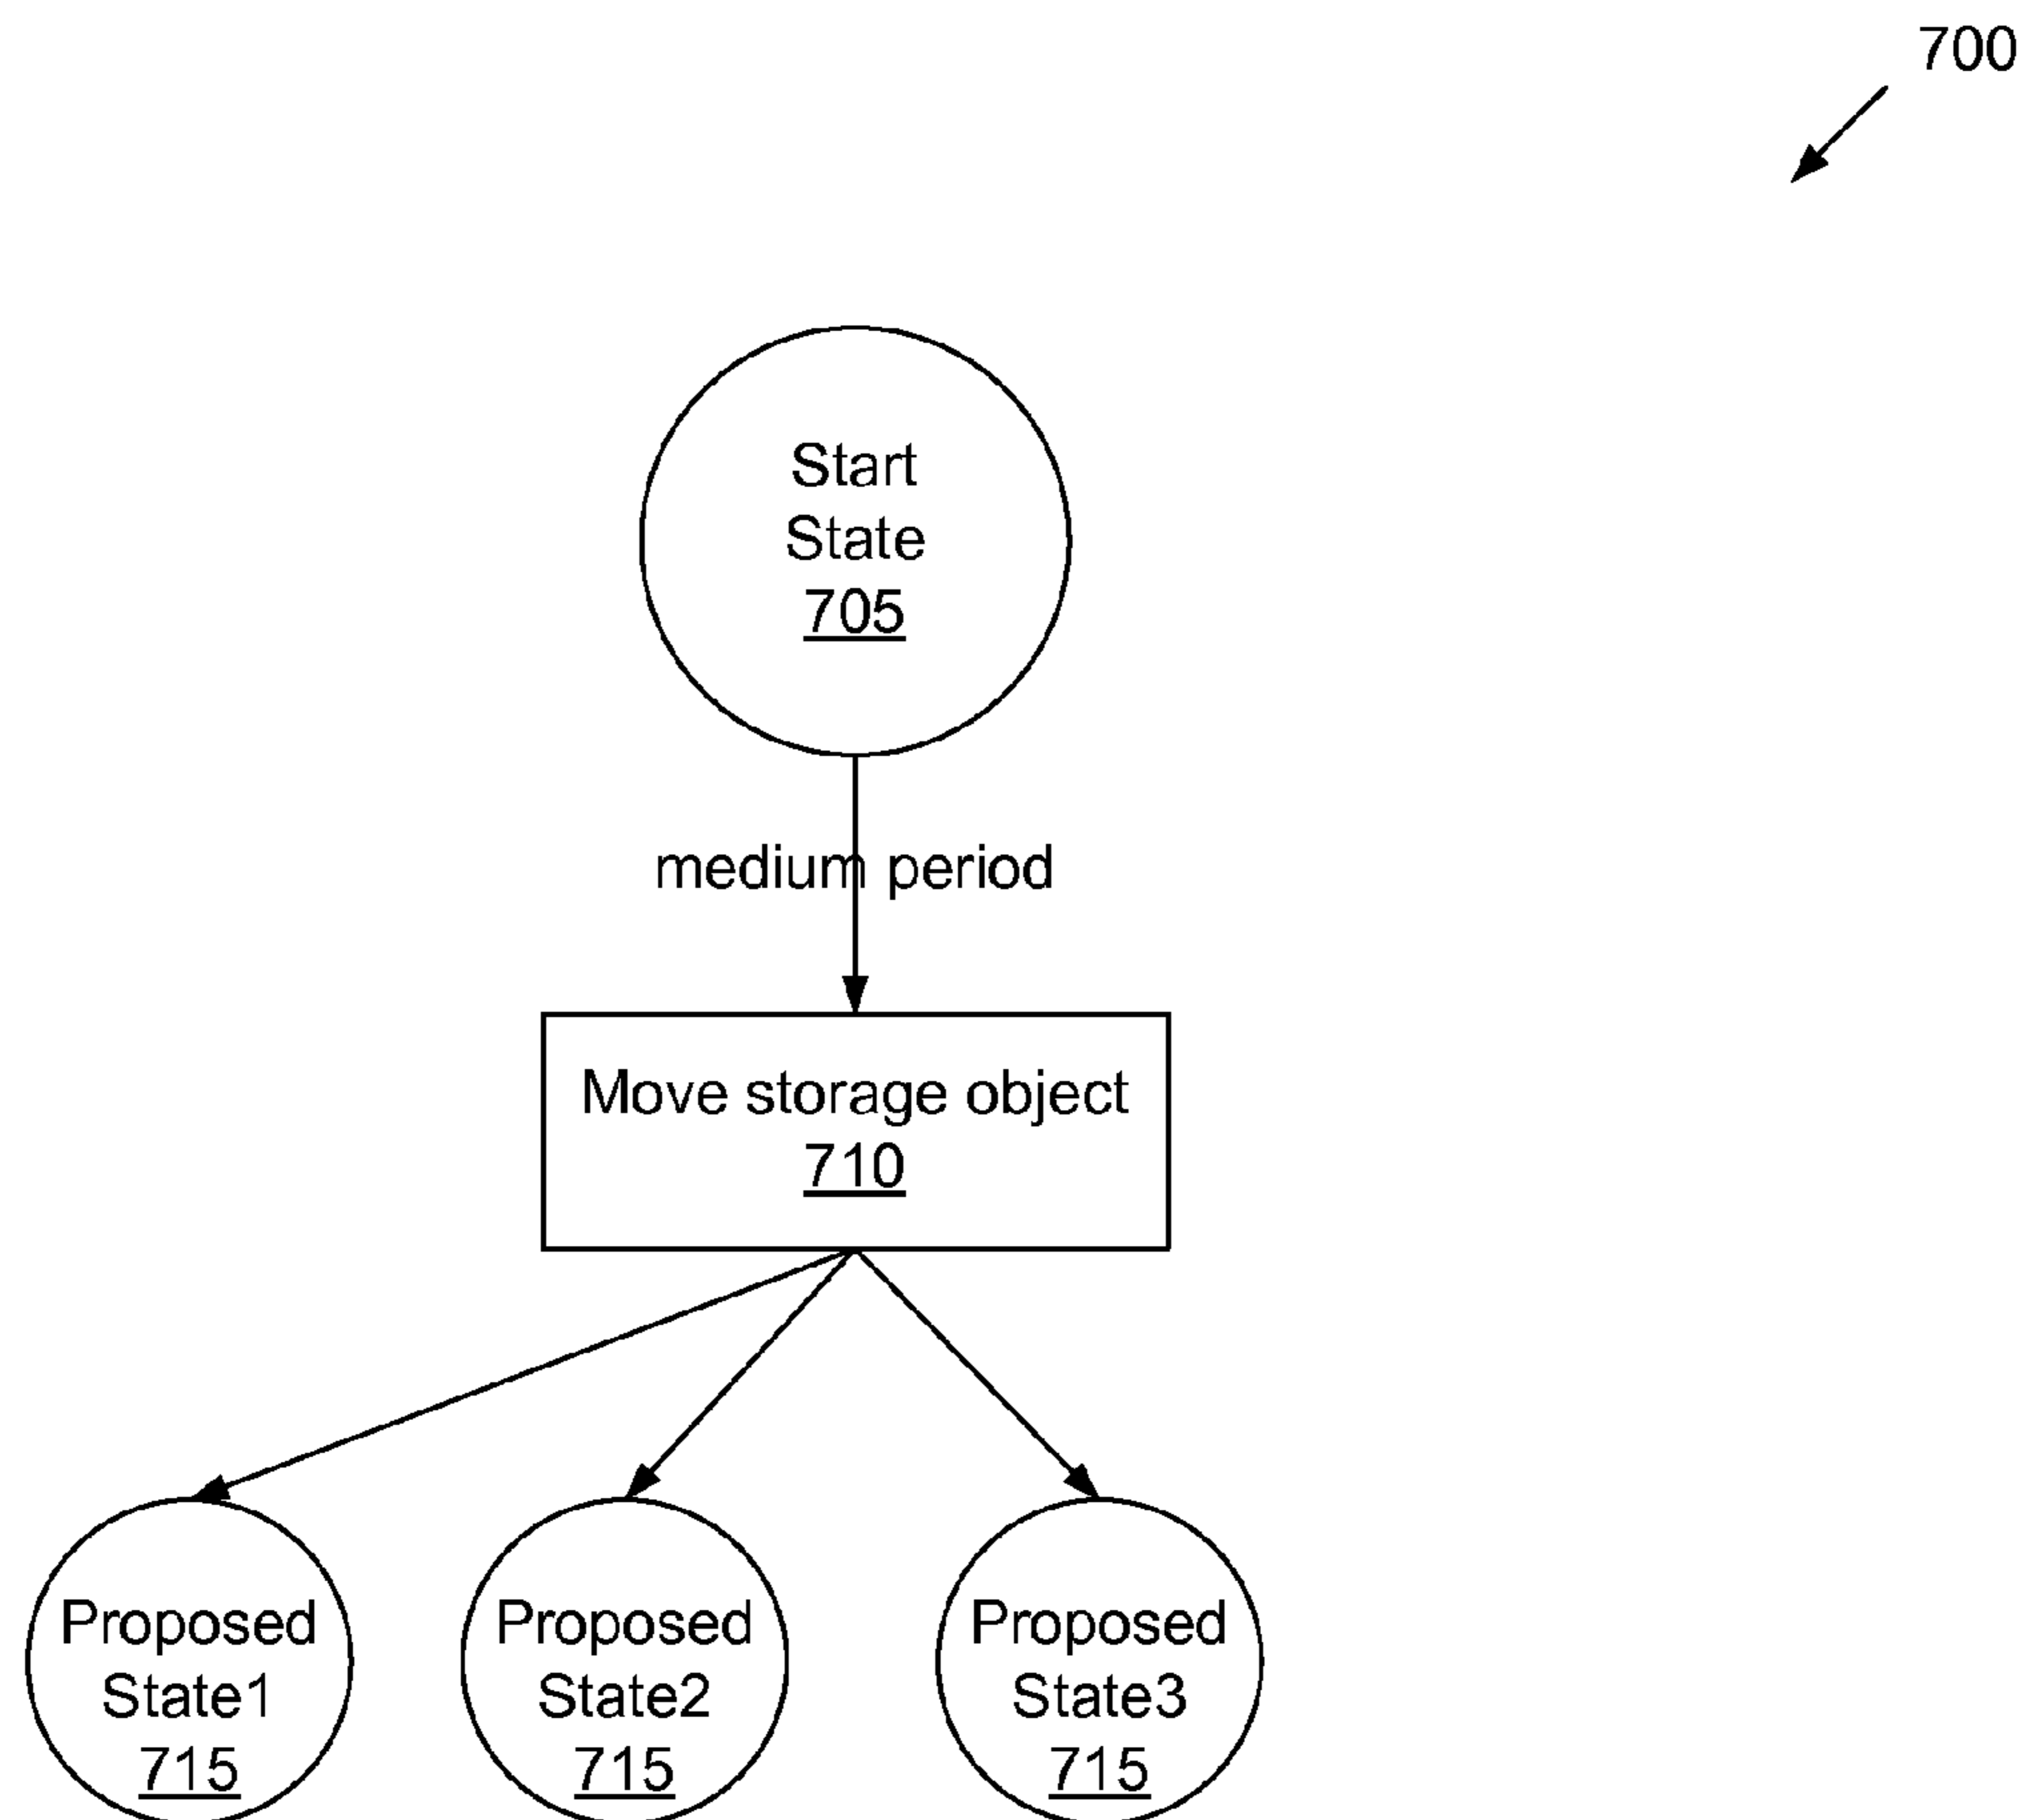 700
Start
State
705
medium period
Move storage object
710
Proposed
State1
715
Proposed
State2
715
Proposed
State3
715